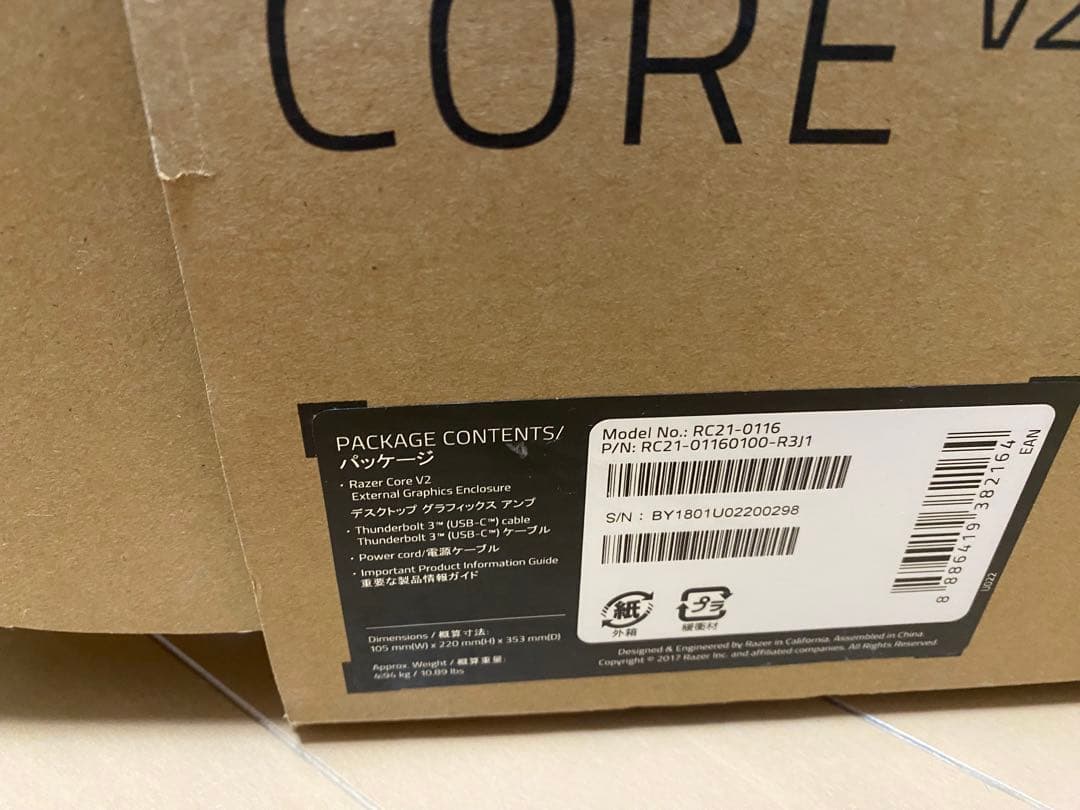 CORE V2
PACKAGE CONTENTS/
パッケージ
· Razer Core V2
External Graphics Enclosure
デスクトップ グラフィックス アンプ
· Thunderbolt 3™ (USB-C™) cable
Thunderbolt 3™ (USB-C™) ケーブル
· Power cord/電源ケーブル
· Important Product Information Guide
重要な製品情報ガイド
Dimensions / 概算寸法:
105 mm(W) x 220 mm(H) x 353 mm(D)
Approx. Weight / 概算重量:
4.94 kg / 10.89 lbs
Model No.: RC21-0116
P/N: RC21-01160100-R3J1
S/N : BY1801U02200298
紙
外箱
プラ
緩衝材
8 886419 382164
EAN
U022
Designed & Engineered by Razer in California. Assembled in China.
Copyright © 2017 Razer Inc. and affiliated companies. All Rights Reserved.